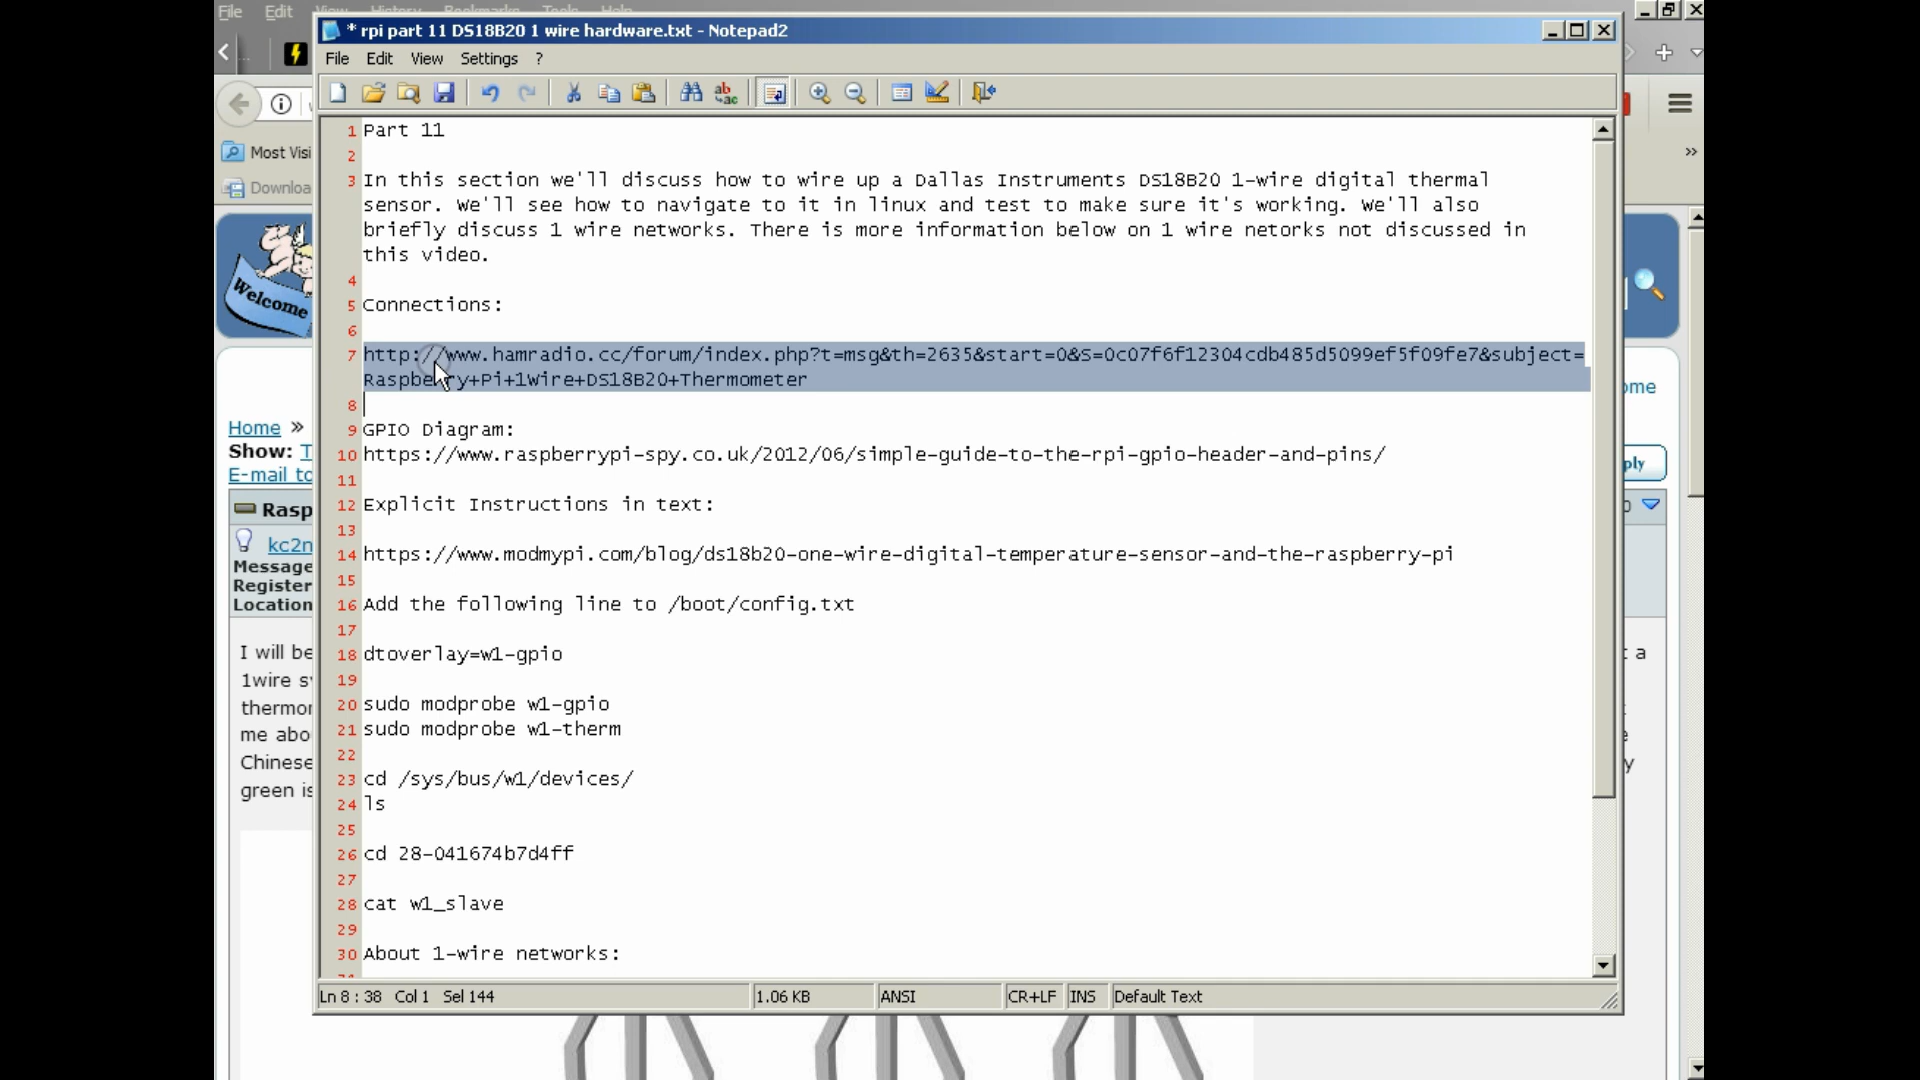 File Edit View History Bookmarks Tools Help
* rpi part 11 DS18B20 1 wire hardware.txt - Notepad2
File Edit View Settings ?
Most Visi
Downloa
Welcome
ome
Home »
Show: T
E-mail to
ply
Rasp
kc2n
Message
Register
Location
I will be
a
1wire s
thermor
me abo
Chinese
y
green is
1 Part 11
2
3 In this section we'll discuss how to wire up a Dallas Instruments DS18B20 1-wire digital thermal
sensor. We'll see how to navigate to it in linux and test to make sure it's working. We'll also
briefly discuss 1 wire networks. There is more information below on 1 wire netorks not discussed in
this video.
4
5 Connections:
6
7 http://www.hamradio.cc/forum/index.php?t=msg&th=2635&start=0&S=0c07f6f12304cdb485d5099ef5f09fe7&subject=
Raspberry+Pi+1Wire+DS18B20+Thermometer
8
9 GPIO Diagram:
10 https://www.raspberrypi-spy.co.uk/2012/06/simple-guide-to-the-rpi-gpio-header-and-pins/
11
12 Explicit Instructions in text:
13
14 https://www.modmypi.com/blog/ds18b20-one-wire-digital-temperature-sensor-and-the-raspberry-pi
15
16 Add the following line to /boot/config.txt
17
18 dtoverlay=w1-gpio
19
20 sudo modprobe w1-gpio
21 sudo modprobe w1-therm
22
23 cd /sys/bus/w1/devices/
24 ls
25
26 cd 28-041674b7d4ff
27
28 cat w1_slave
29
30 About 1-wire networks:
Ln 8 : 38 Col 1 Sel 144 1.06 KB ANSI CR+LF INS Default Text